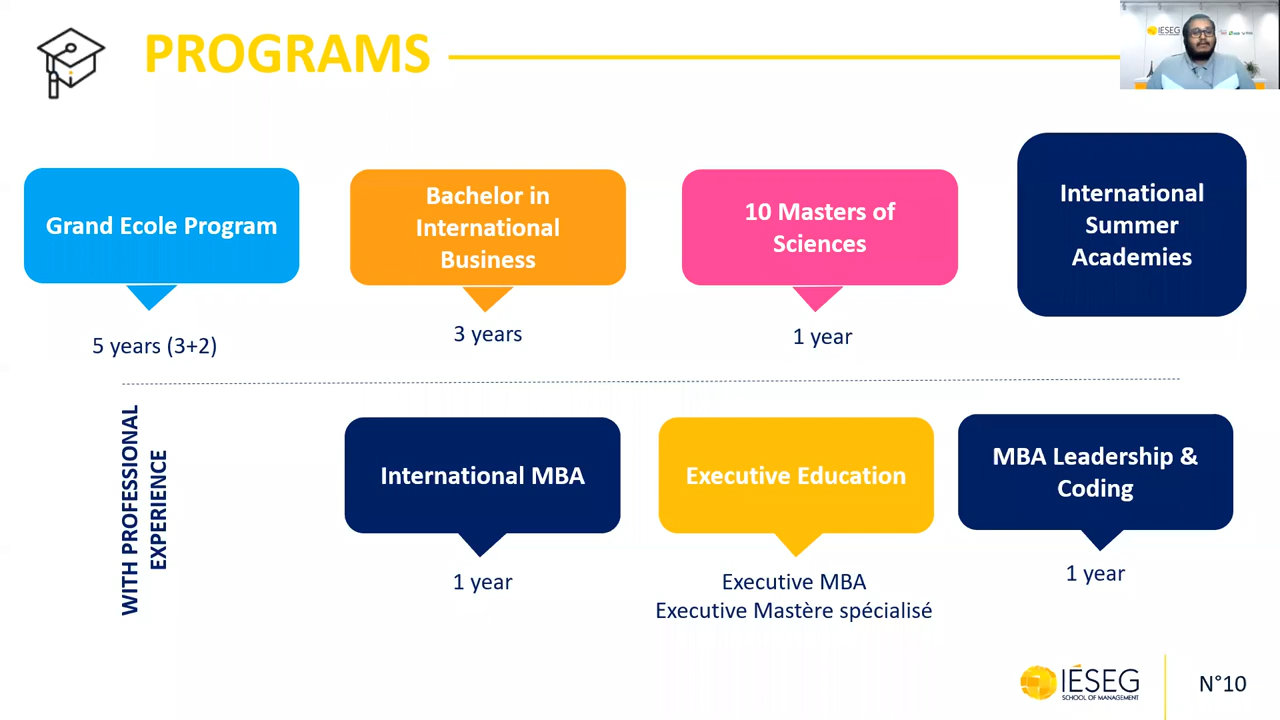 PROGRAMS
IÉSEG
Grand Ecole Program
5 years (3+2)
Bachelor in
International
Business
3 years
10 Masters of
Sciences
1 year
International
Summer
Academies
WITH PROFESSIONAL
EXPERIENCE
International MBA
1 year
Executive Education
Executive MBA
Executive Mastère spécialisé
MBA Leadership &
Coding
1 year
IÉSEG
SCHOOL OF MANAGEMENT
N°10